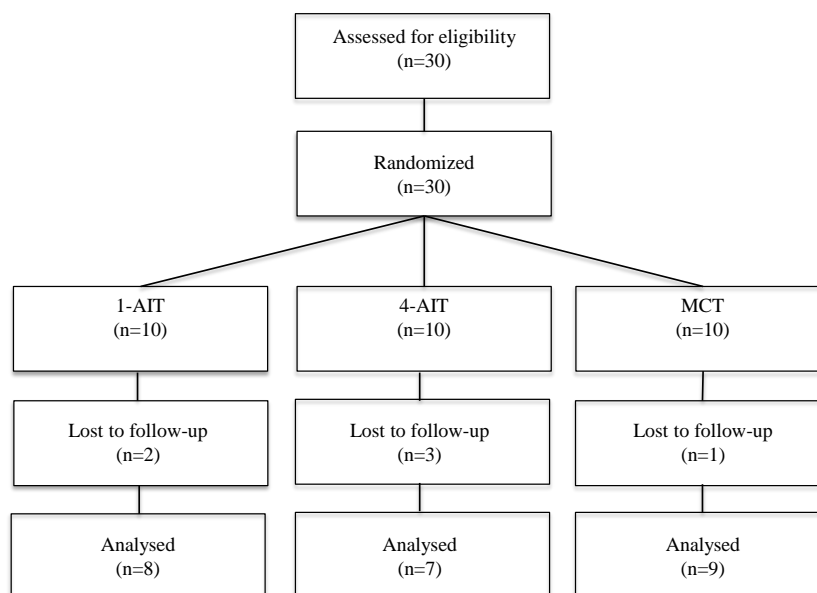 Assessed for eligibility
(n=30)
Randomized
(n=30)
1-AIT
(n=10)
4-AIT
(n=10)
MCT
(n=10)
Lost to follow-up
(n=2)
Lost to follow-up
(n=3)
Lost to follow-up
(n=1)
Analysed
(n=8)
Analysed
(n=7)
Analysed
(n=9)